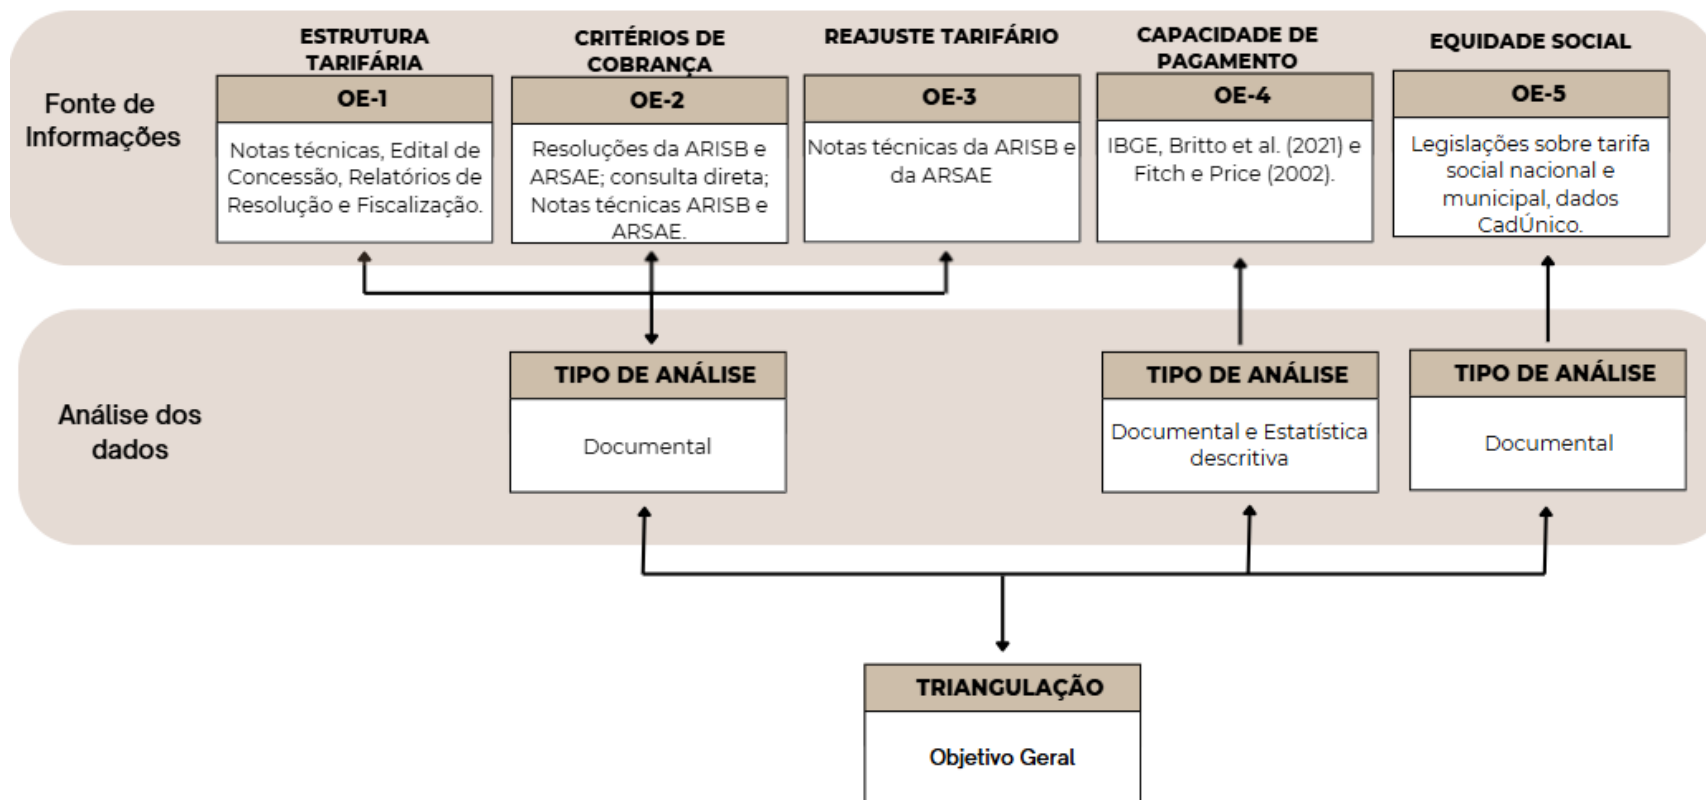 Fonte de
Informações
ESTRUTURA
TARIFÁRIA
OE-1
Notas técnicas, Edital de
Concessão, Relatórios de
Resolução e Fiscalização.
CRITÉRIOS DE
COBRANÇA
OE-2
Resoluções da ARISB e
ARSAE; consulta direta;
Notas técnicas ARISB e
ARSAE.
REAJUSTE TARIFÁRIO
OE-3
Notas técnicas da ARISB e
da ARSAE
CAPACIDADE DE
PAGAMENTO
OE-4
IBGE, Britto et al. (2021) e
Fitch e Price (2002).
EQUIDADE SOCIAL
OE-5
Legislações sobre tarifa
social nacional e
municipal, dados
CadÚnico.
Análise dos
dados
TIPO DE ANÁLISE
Documental
TIPO DE ANÁLISE
Documental e Estatística
descritiva
TIPO DE ANÁLISE
Documental
TRIANGULAÇÃO
Objetivo Geral